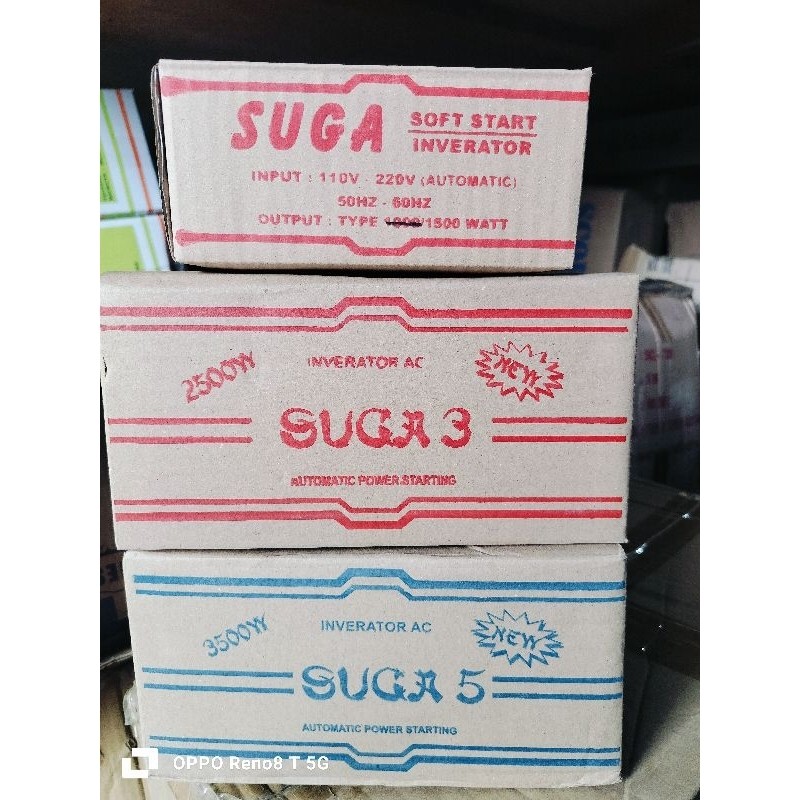 SUGA
SOFT START
INVERATOR
INPUT : 110V - 220V (AUTOMATIC)
50HZ - 60HZ
OUTPUT : TYPE 1000/1500 WATT
2500W
INVERATOR AC
NEW
SUGA 3
AUTOMATIC POWER STARTING
3500W
INVERATOR AC
NEW
SUGA 5
AUTOMATIC POWER STARTING
OPPO Reno8 T 5G